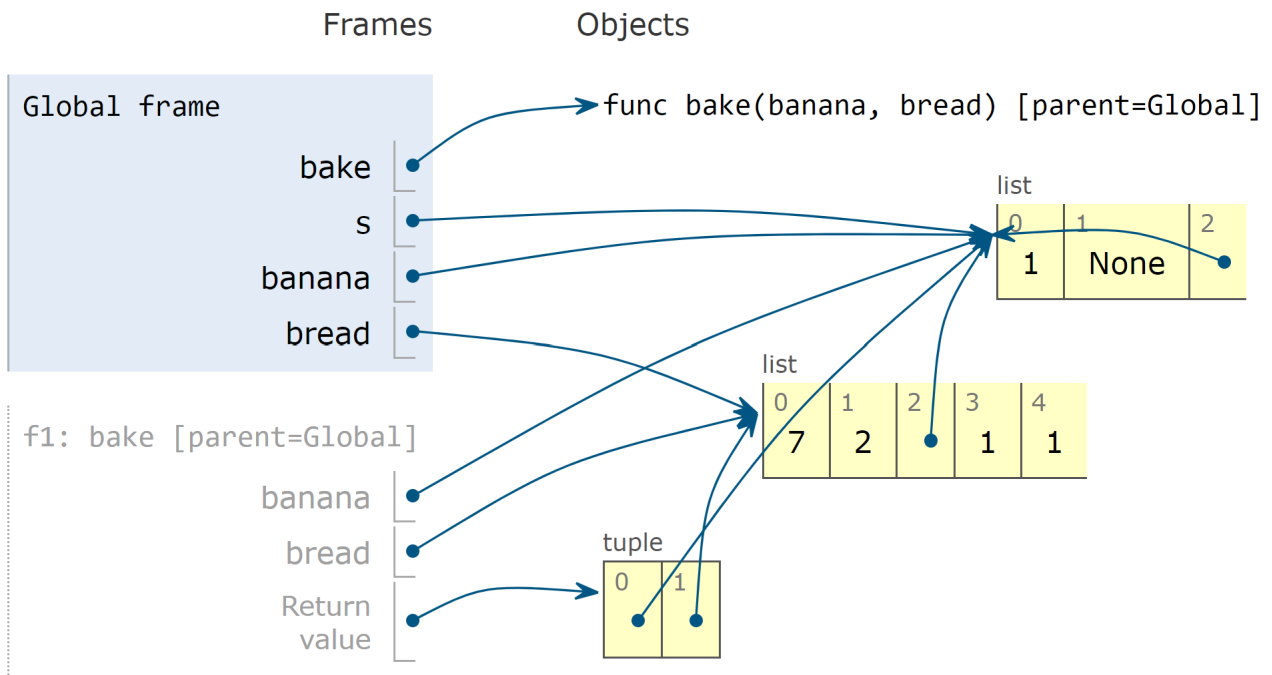 Frames Objects
Global frame
func bake(banana, bread) [parent=Global]
bake
s
banana
bread
list
0 1 2
1 None
list
0 1 2 3 4
7 2 1 1
f1: bake [parent=Global]
banana
bread
Return
value
tuple
0 1